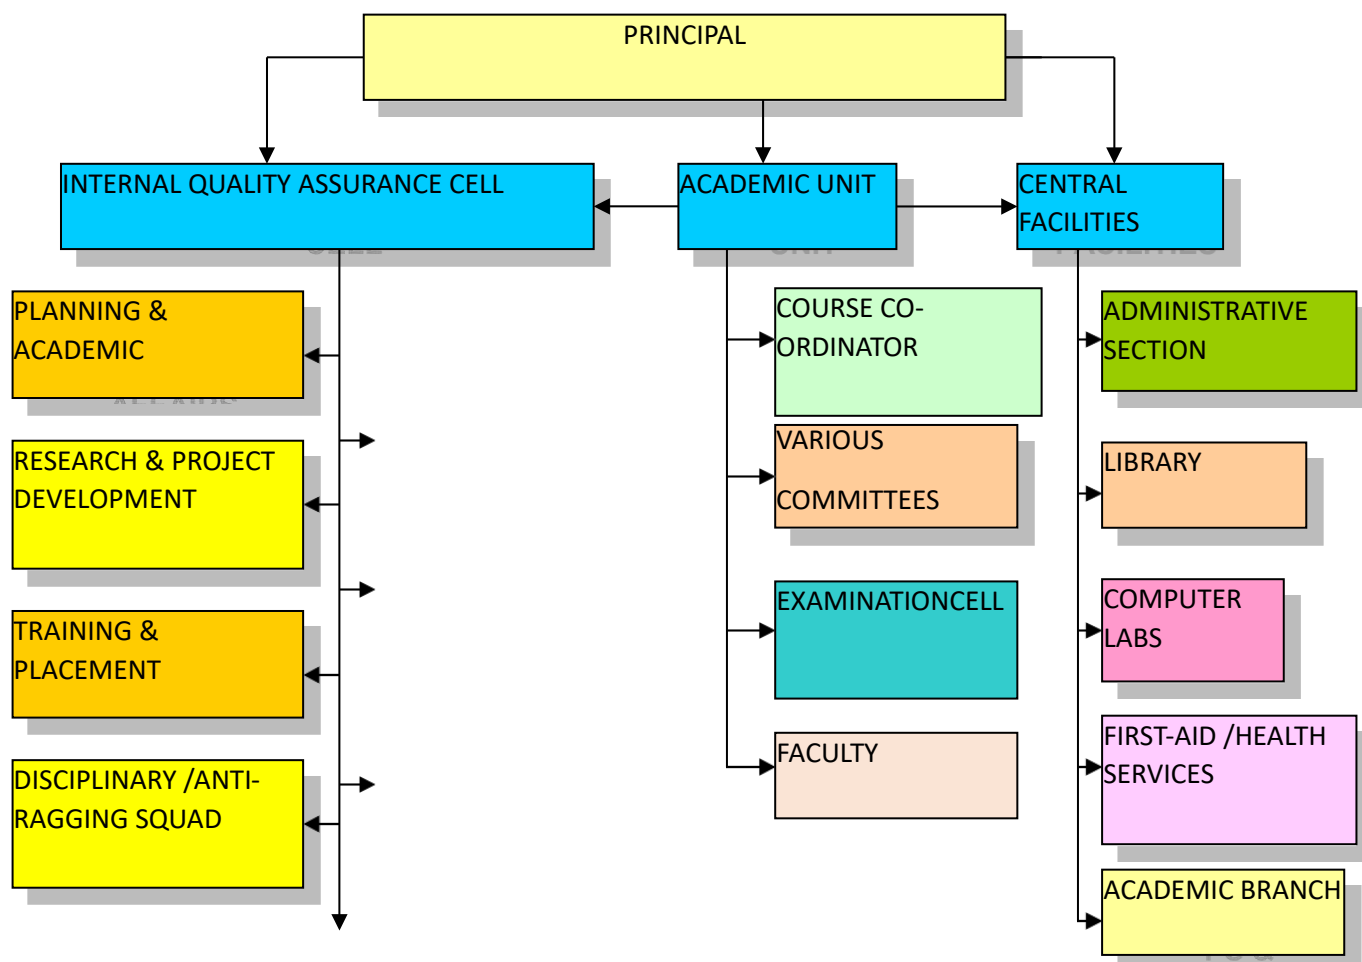 PRINCIPAL
INTERNAL QUALITY ASSURANCE CELL
ACADEMIC UNIT
CENTRAL
FACILITIES
PLANNING &
ACADEMIC
RESEARCH & PROJECT
DEVELOPMENT
TRAINING &
PLACEMENT
DISCIPLINARY /ANTI-
RAGGING SQUAD
COURSE CO-
ORDINATOR
VARIOUS
COMMITTEES
EXAMINATIONCELL
FACULTY
ADMINISTRATIVE
SECTION
LIBRARY
COMPUTER
LABS
FIRST-AID /HEALTH
SERVICES
ACADEMIC BRANCH